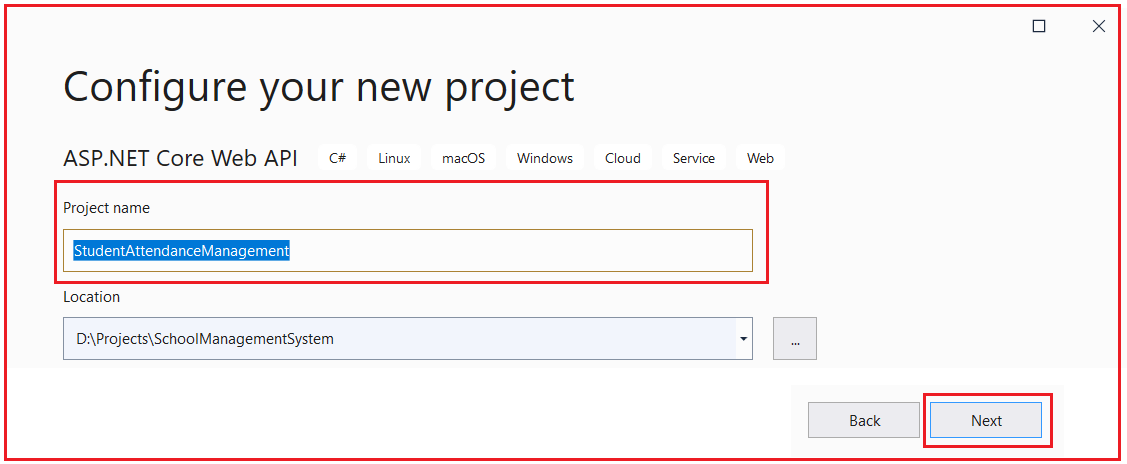 Configure your new project
ASP.NET Core Web API C# Linux macOS Windows Cloud Service Web
Project name
StudentAttendanceManagement
Location
D:\Projects\SchoolManagementSystem
...
Back Next